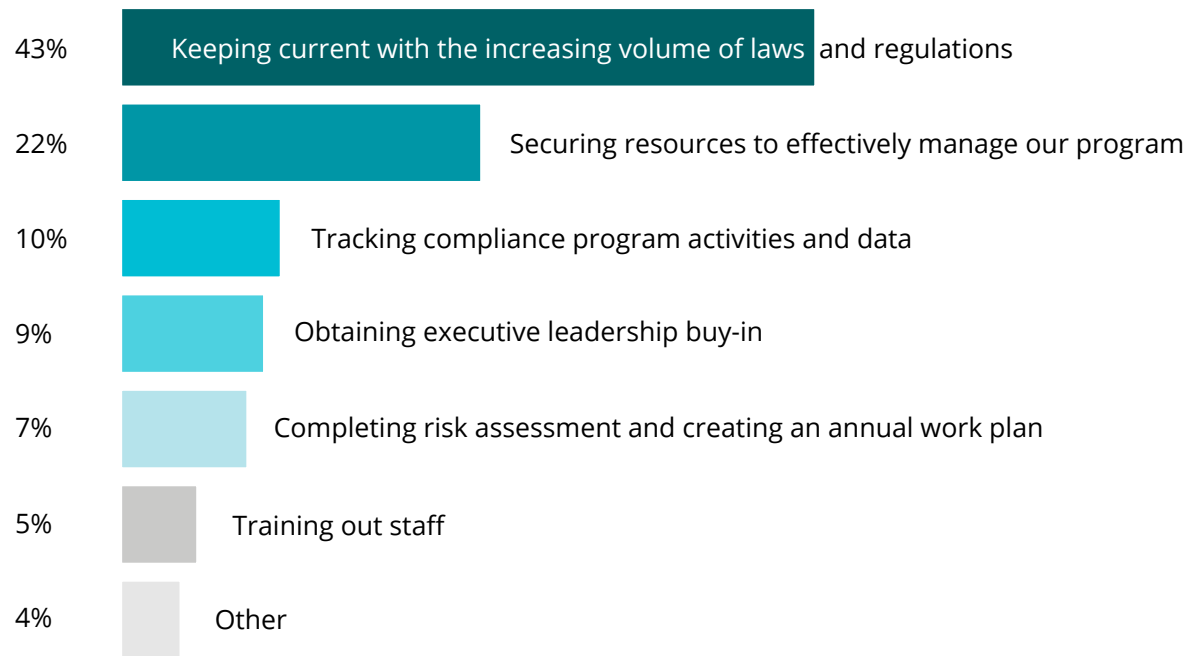 43% Keeping current with the increasing volume of laws and regulations
22% Securing resources to effectively manage our program
10% Tracking compliance program activities and data
9% Obtaining executive leadership buy-in
7% Completing risk assessment and creating an annual work plan
5% Training out staff
4% Other